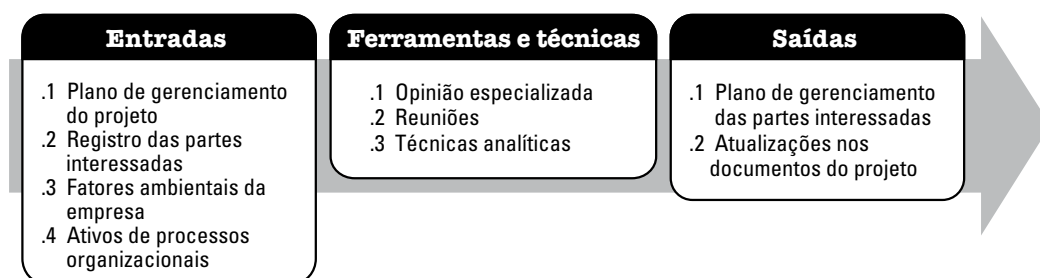 Entradas
.1 Plano de gerenciamento
do projeto
.2 Registro das partes
interessadas
.3 Fatores ambientais da
empresa
.4 Ativos de processos
organizacionais
Ferramentas e técnicas
.1 Opinião especializada
.2 Reuniões
.3 Técnicas analíticas
Saídas
.1 Plano de gerenciamento
das partes interessadas
.2 Atualizações nos
documentos do projeto